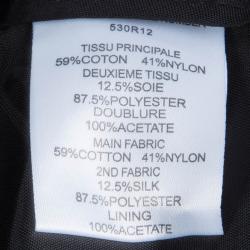 530R12
TISSU PRINCIPALE
59%COTON 41%NYLON
DEUXIEME TISSU
12.5%SOIE
87.5%POLYESTER
DOUBLURE
100%ACETATE
MAIN FABRIC
59%COTTON 41%NYLON
2ND FABRIC
12.5%SILK
87.5%POLYESTER
LINING
100%ACETATE